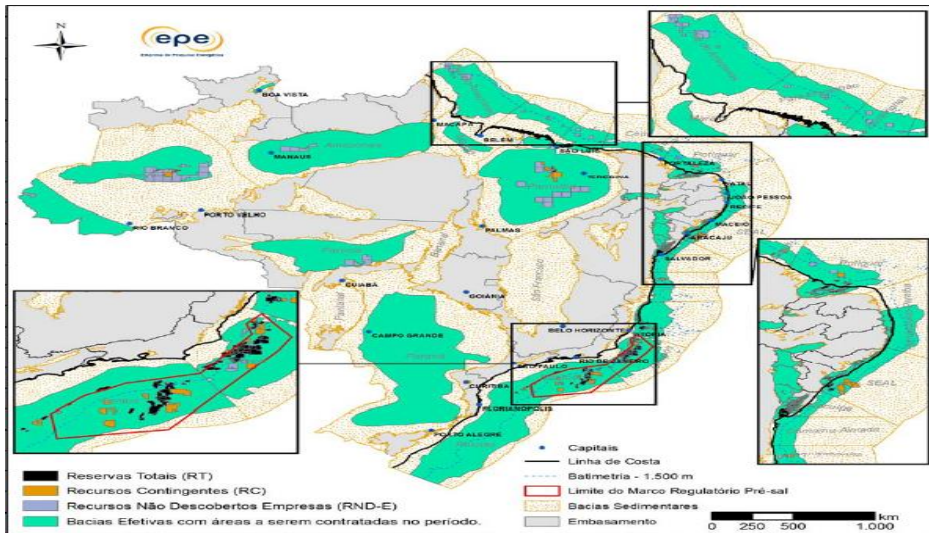 N
epe
Empresa de Pesquisa Energética
BOA VISTA
MACAPÁ
BELÉM
SÃO LUIS
MANAUS
Amazonas
FORTALEZA
TERESINA
NATAL
JOÃO PESSOA
RECIFE
PORTO VELHO
RIO BRANCO
PALMAS
MACEIO
SEAL
ARACAJU
SALVADOR
CUIABÁ
Pantanal
GOIÂNIA
São Francisco
CAMPO GRANDE
Paraná
BELO HORIZONTE
VITÓRIA
RIO DE JANEIRO
SÃO PAULO
CURITIBA
FLORIANÓPOLIS
PORTO ALEGRE
Potiguar
SEAL
Reservas Totais (RT)
Recursos Contingentes (RC)
Recursos Não Descobertos Empresas (RND-E)
Bacias Efetivas com áreas a serem contratadas no período.
Capitais
Linha de Costa
Batimetria - 1.500 m
Limite do Marco Regulatório Pré-sal
Bacias Sedimentares
Embasamento
km
0 250 500 1.000